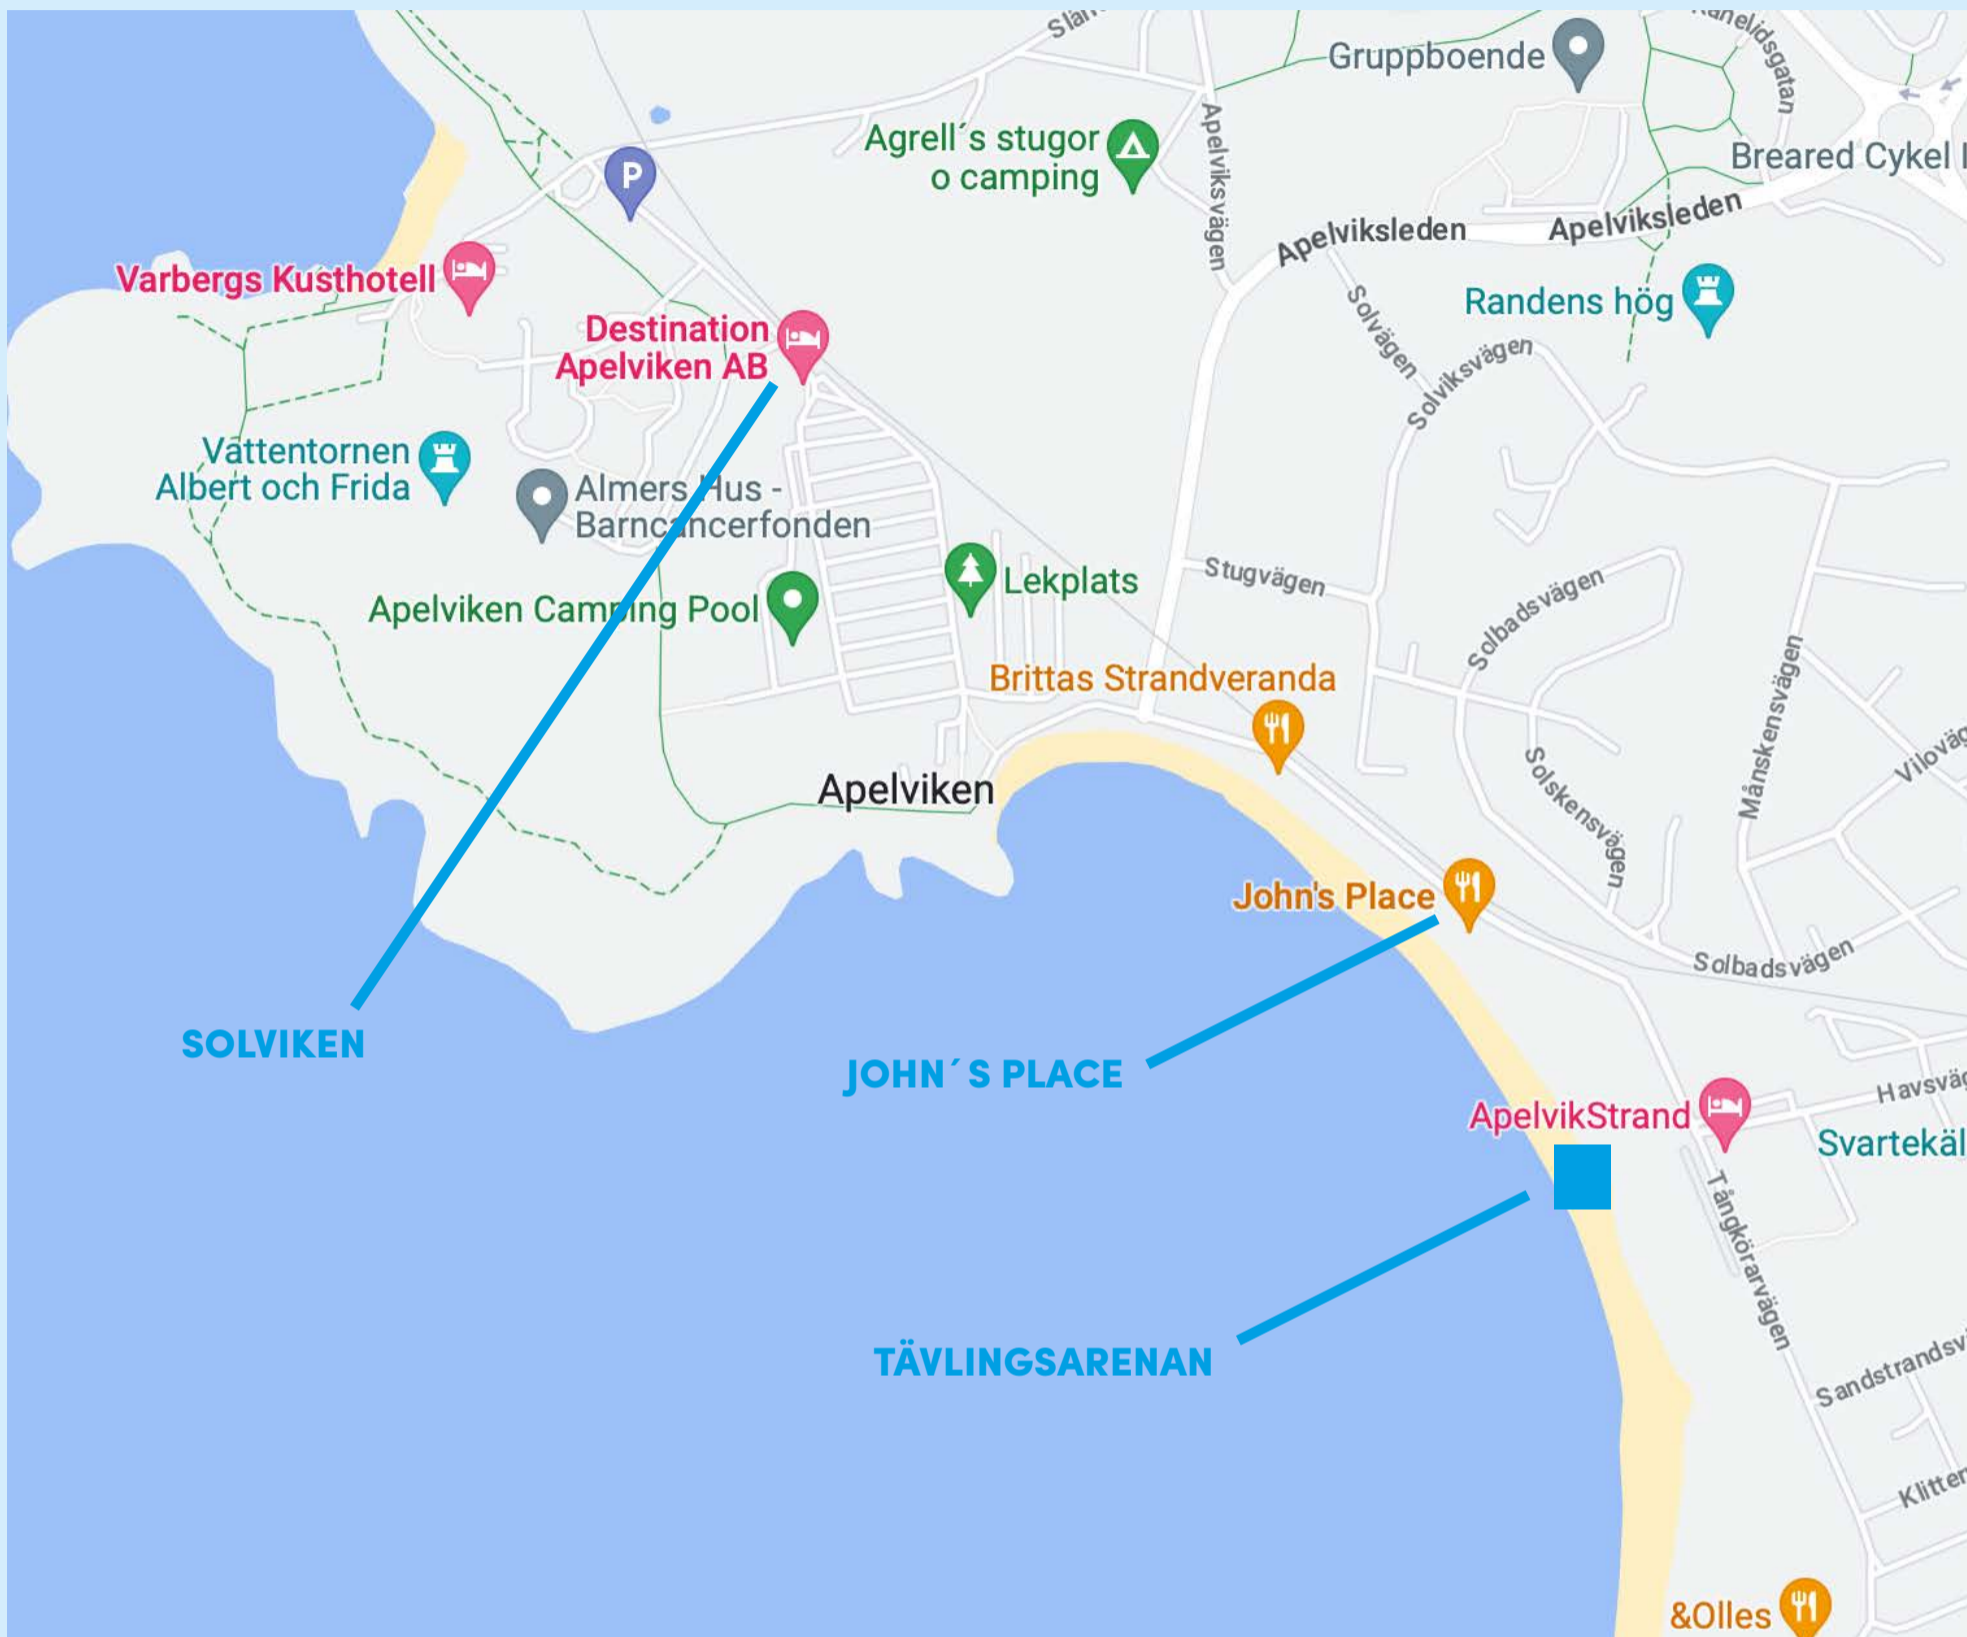 Gruppboende
Agrell´s stugor
o camping
Apelviksvägen
Breared Cykel
Apelviksleden
Apelviksleden
Varbergs Kusthotell
Randens hög
Solvägen
Destination
Apelviken AB
Solviksvägen
Vattentornen
Albert och Frida
Almers Hus -
Barncancerfonden
Lekplats
Stugvägen
Solbadsvägen
Apelviken Camping Pool
Brittas Strandveranda
Månskensvägen
Apelviken
Solskensvägen
John's Place
Solbadsvägen
SOLVIKEN
JOHN´S PLACE
Havsväg
ApelvikStrand
Svartekäl
Tångkörarvägen
TÄVLINGSARENAN
Sandstrandsv
Klitter
&Olles
P
Viloväg